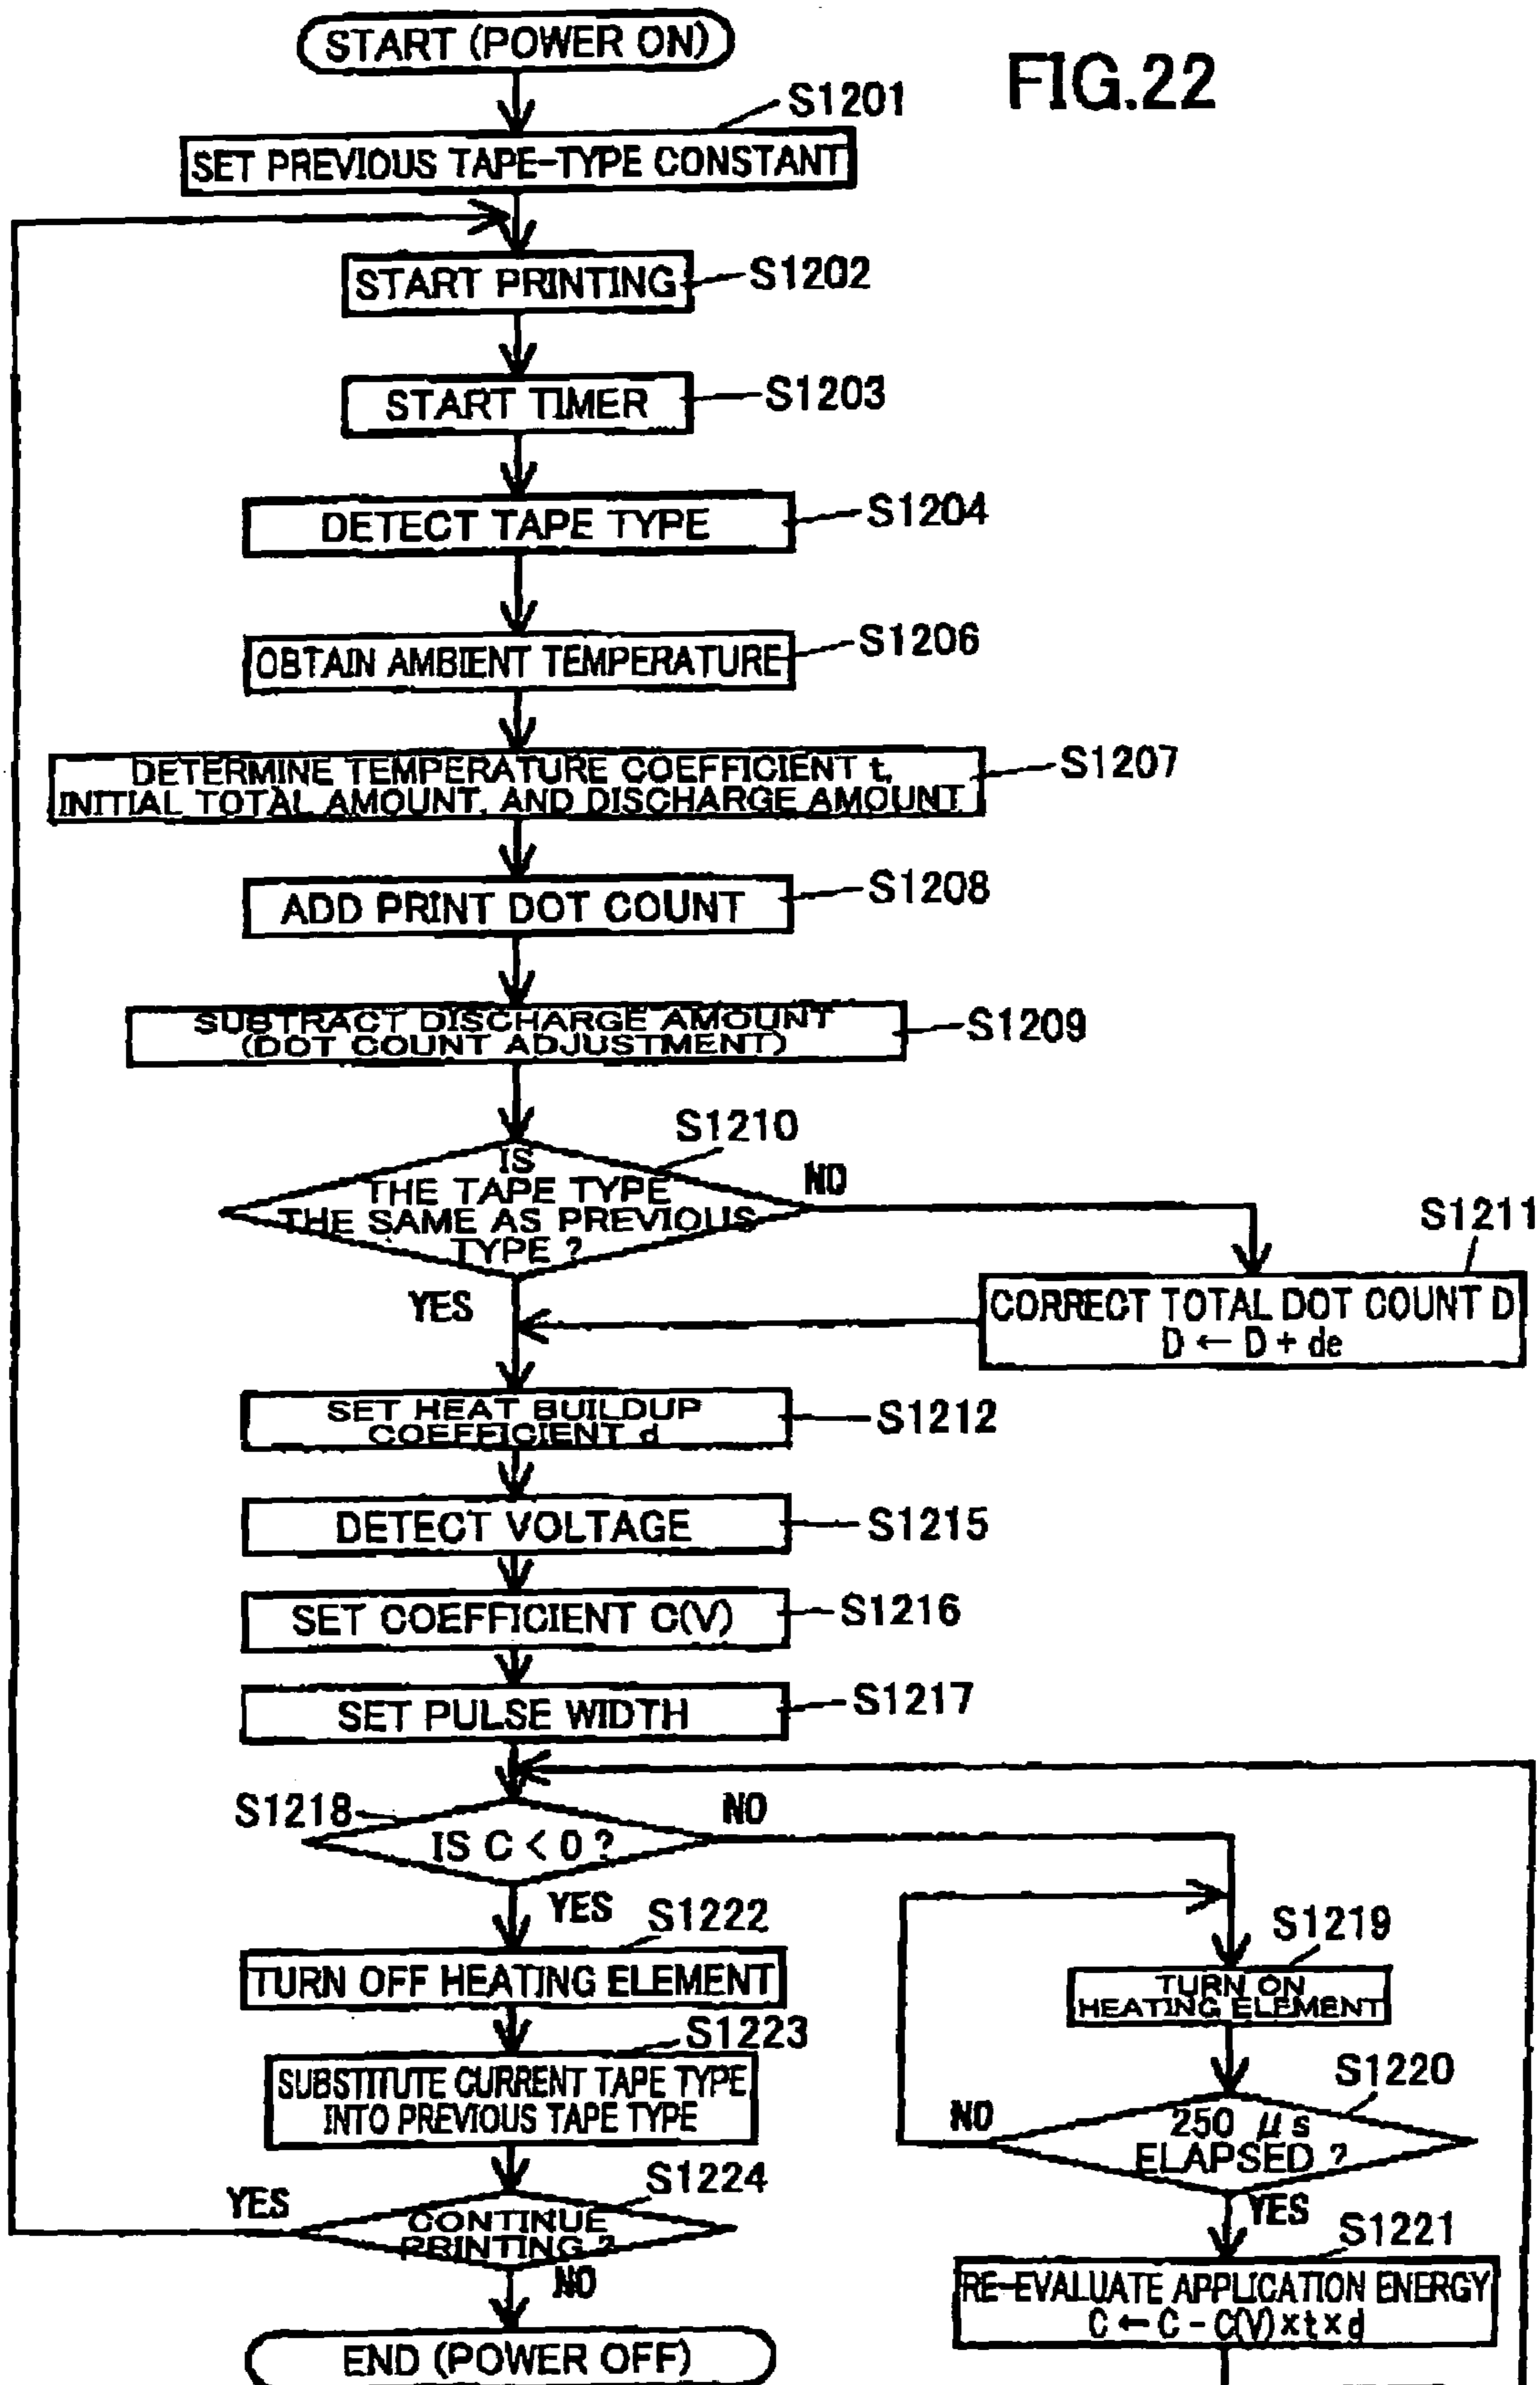 START (POWER ON)
FIG.22
S1201
SET PREVIOUS TAPE-TYPE CONSTANT
START PRINTING
S1202
START TIMER
S1203
DETECT TAPE TYPE
S1204
OBTAIN AMBIENT TEMPERATURE
S1206
DETERMINE TEMPERATURE COEFFICIENT t,
INITIAL TOTAL AMOUNT, AND DISCHARGE AMOUNT
S1207
ADD PRINT DOT COUNT
S1208
SUBTRACT DISCHARGE AMOUNT
(DOT COUNT ADJUSTMENT)
S1209
S1210
IS
THE TAPE TYPE
THE SAME AS PREVIOUS
TYPE ?
NO
YES
S1211
CORRECT TOTAL DOT COUNT D
D ← D + de
SET HEAT BUILDUP
COEFFICIENT d
S1212
DETECT VOLTAGE
S1215
SET COEFFICIENT C(V)
S1216
SET PULSE WIDTH
S1217
S1218
IS C < 0 ?
NO
YES
S1222
TURN OFF HEATING ELEMENT
S1223
SUBSTITUTE CURRENT TAPE TYPE
INTO PREVIOUS TAPE TYPE
S1224
CONTINUE
PRINTING ?
YES
NO
END (POWER OFF)
S1219
TURN ON
HEATING ELEMENT
S1220
250 μs
ELAPSED ?
NO
YES
S1221
RE-EVALUATE APPLICATION ENERGY
C ← C - C(V)×t×d